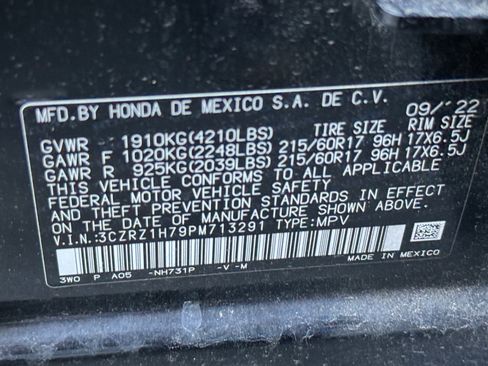 MFD.BY HONDA DE MEXICO S.A. DE C.V. 09/'22
TIRE SIZE RIM SIZE
GVWR 1910KG(4210LBS)
GAWR F 1020KG(2248LBS) 215/60R17 96H 17X6.5J
GAWR R 925KG(2039LBS) 215/60R17 96H 17X6.5J
THIS VEHICLE CONFORMS TO ALL APPLICABLE
FEDERAL MOTOR VEHICLE SAFETY
AND THEFT PREVENTION STANDARDS IN EFFECT
ON THE DATE OF MANUFACTURE SHOWN ABOVE.
V.I.N.:3CZRZ1H79PM713291 TYPE:MPV
3W0 P A05 -NH731P -V -M
MADE IN MEXICO